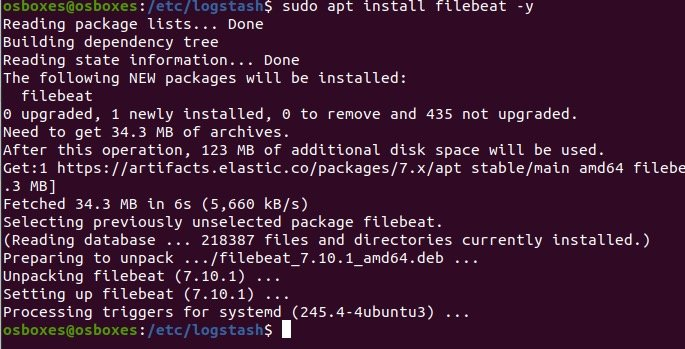 osboxes@osboxes:/etc/logstash$ sudo apt install filebeat -y
Reading package lists... Done
Building dependency tree
Reading state information... Done
The following NEW packages will be installed:
  filebeat
0 upgraded, 1 newly installed, 0 to remove and 435 not upgraded.
Need to get 34.3 MB of archives.
After this operation, 123 MB of additional disk space will be used.
Get:1 https://artifacts.elastic.co/packages/7.x/apt stable/main amd64 filebe
.3 MB]
Fetched 34.3 MB in 6s (5,660 kB/s)
Selecting previously unselected package filebeat.
(Reading database ... 218387 files and directories currently installed.)
Preparing to unpack .../filebeat_7.10.1_amd64.deb ...
Unpacking filebeat (7.10.1) ...
Setting up filebeat (7.10.1) ...
Processing triggers for systemd (245.4-4ubuntu3) ...
osboxes@osboxes:/etc/logstash$